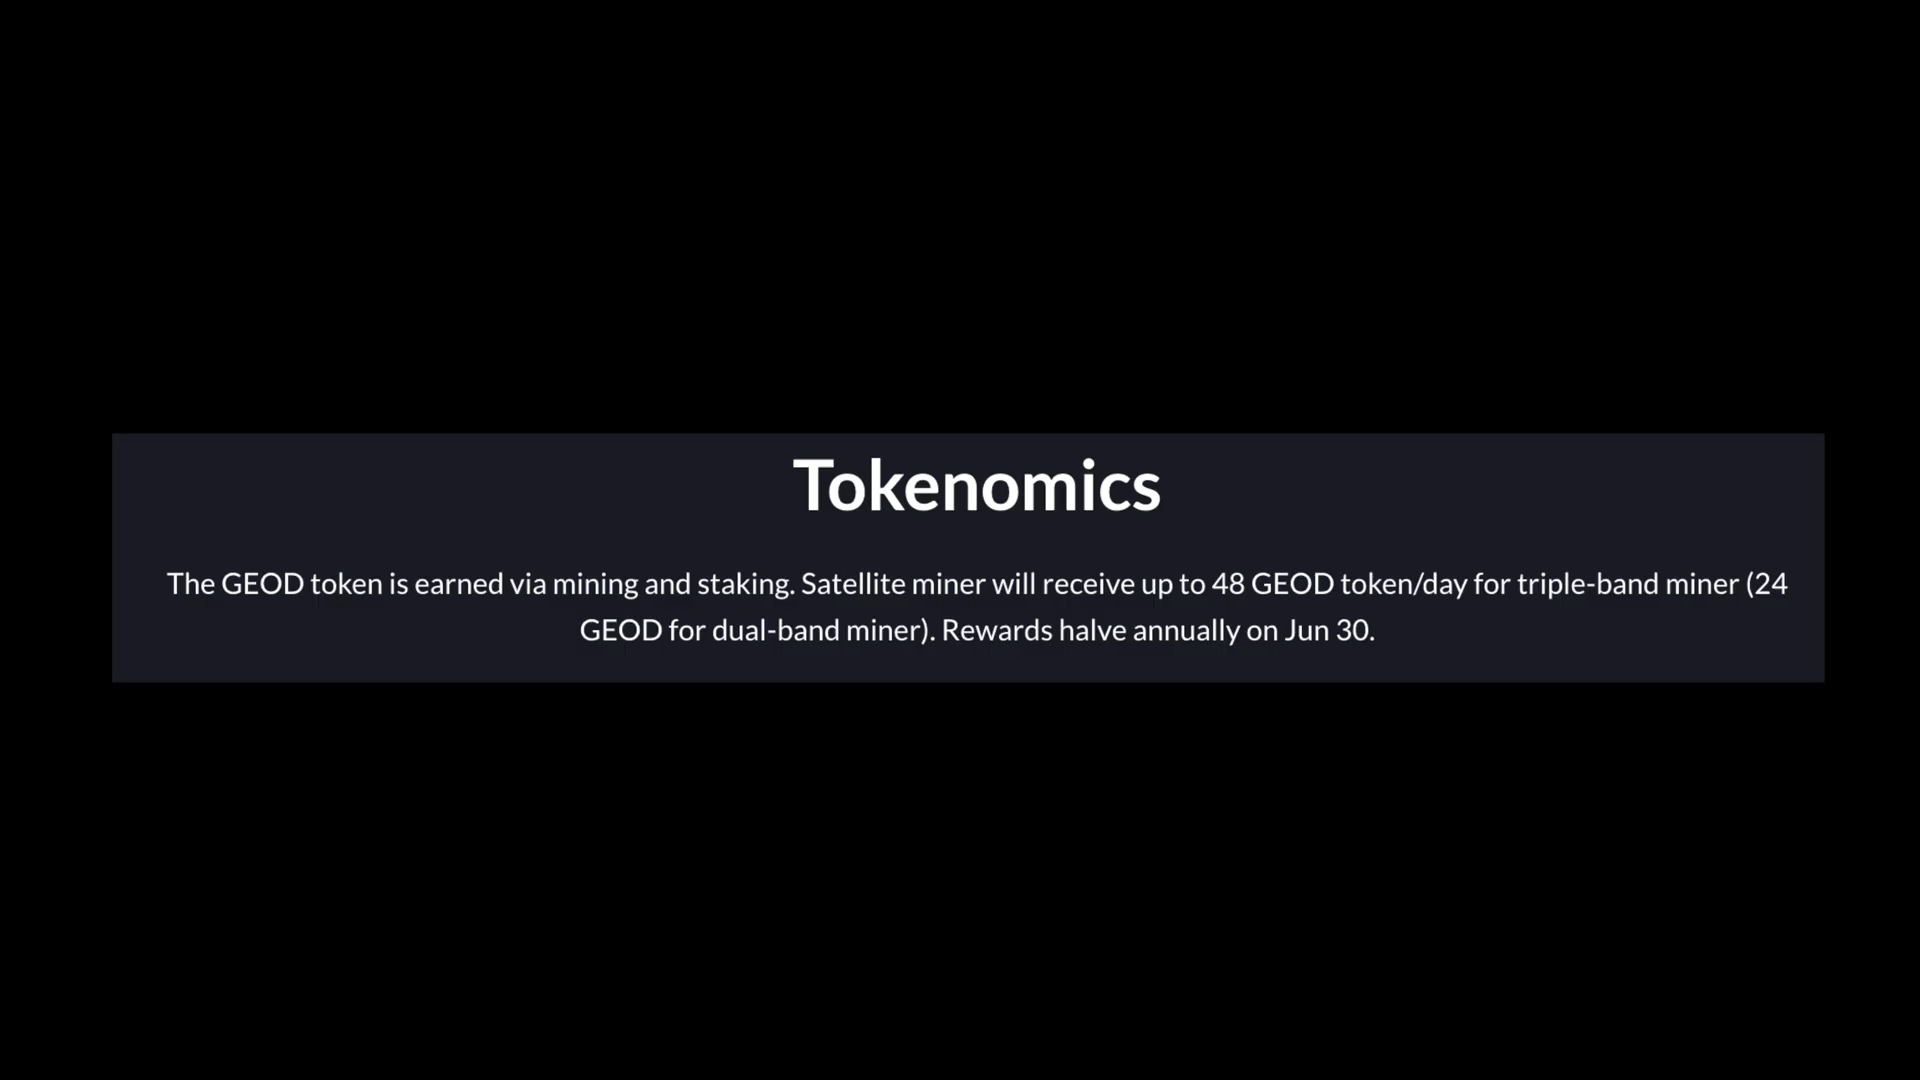 Tokenomics
The GEOD token is earned via mining and staking. Satellite miner will receive up to 48 GEOD token/day for triple-band miner (24
GEOD for dual-band miner). Rewards halve annually on Jun 30.